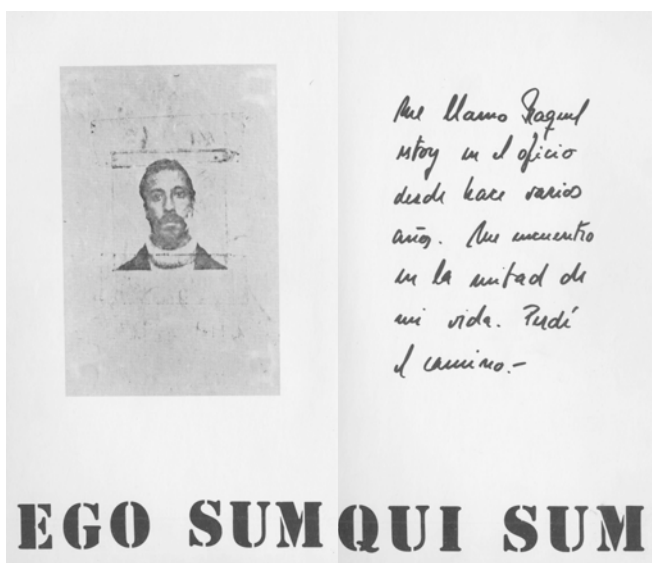 Me llamo Raquel
estoy en el oficio
desde hace varios
años. Me encuentro
en la mitad de
mi vida. Perdí
el camino.-
EGO SUM QUI SUM